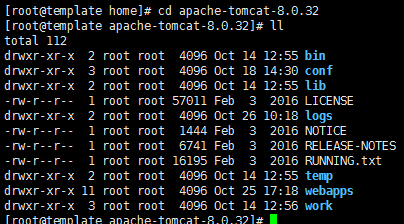 [root@template home]# cd apache-tomcat-8.0.32
[root@template apache-tomcat-8.0.32]# ll
total 112
drwxr-xr-x  2 root root  4096 Oct 14 12:55 bin
drwxr-xr-x  3 root root  4096 Oct 18 14:30 conf
drwxr-xr-x  2 root root  4096 Oct 14 12:55 lib
-rw-r--r--  1 root root 57011 Feb  3  2016 LICENSE
drwxr-xr-x  2 root root  4096 Oct 26 10:18 logs
-rw-r--r--  1 root root  1444 Feb  3  2016 NOTICE
-rw-r--r--  1 root root  6741 Feb  3  2016 RELEASE-NOTES
-rw-r--r--  1 root root 16195 Feb  3  2016 RUNNING.txt
drwxr-xr-x  2 root root  4096 Oct 14 12:55 temp
drwxr-xr-x 11 root root  4096 Oct 25 17:18 webapps
drwxr-xr-x  3 root root  4096 Oct 14 12:56 work
[root@template apache-tomcat-8.0.32]#